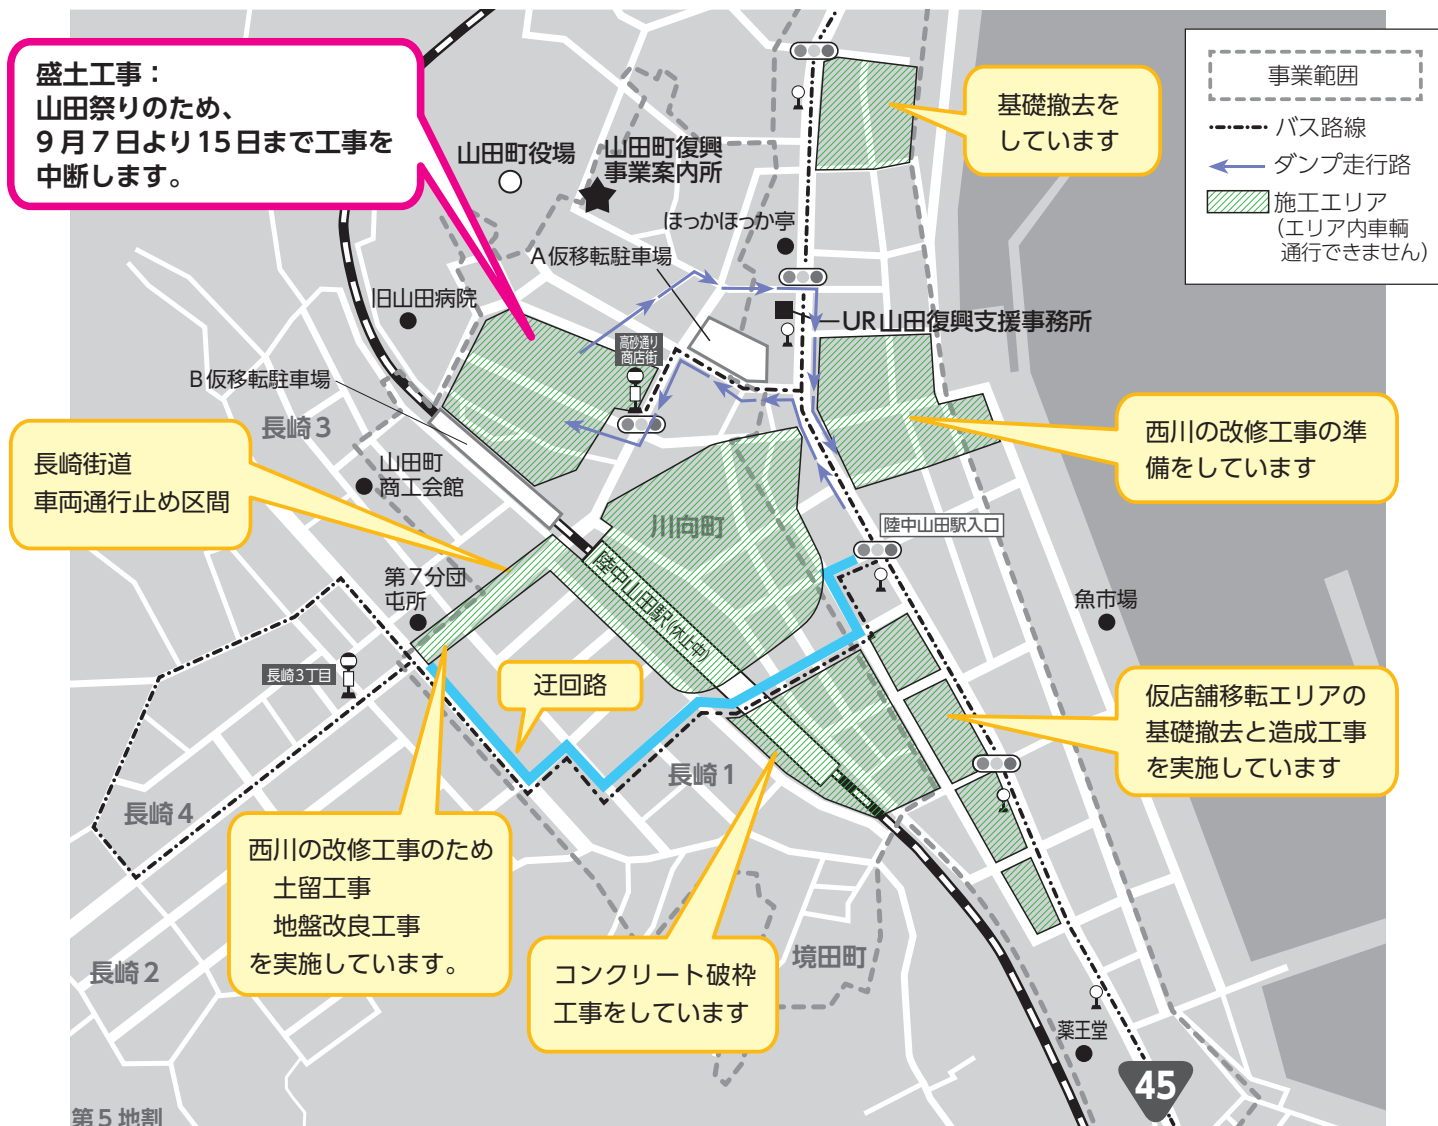 盛土工事：
山田祭りのため、
9月7日より15日まで工事を
中断します。
山田町役場
山田町復興
事業案内所
基礎撤去を
しています
事業範囲
バス路線
ダンプ走行路
施工エリア
(エリア内車輌
通行できません)
ほっかほっか亭
A仮移転駐車場
旧山田病院
UR山田復興支援事務所
高砂通り
商店街
B仮移転駐車場
長崎3
西川の改修工事の準
備をしています
長崎街道
車両通行止め区間
山田町
商工会館
川向町
陸中山田駅入口
陸中山田駅(休止中)
第7分団
屯所
魚市場
長崎3丁目
迂回路
仮店舗移転エリアの
基礎撤去と造成工事
を実施しています
長崎1
長崎4
西川の改修工事のため
土留工事
地盤改良工事
を実施しています。
コンクリート破枠
工事をしています
境田町
長崎2
薬王堂
45
第5地割